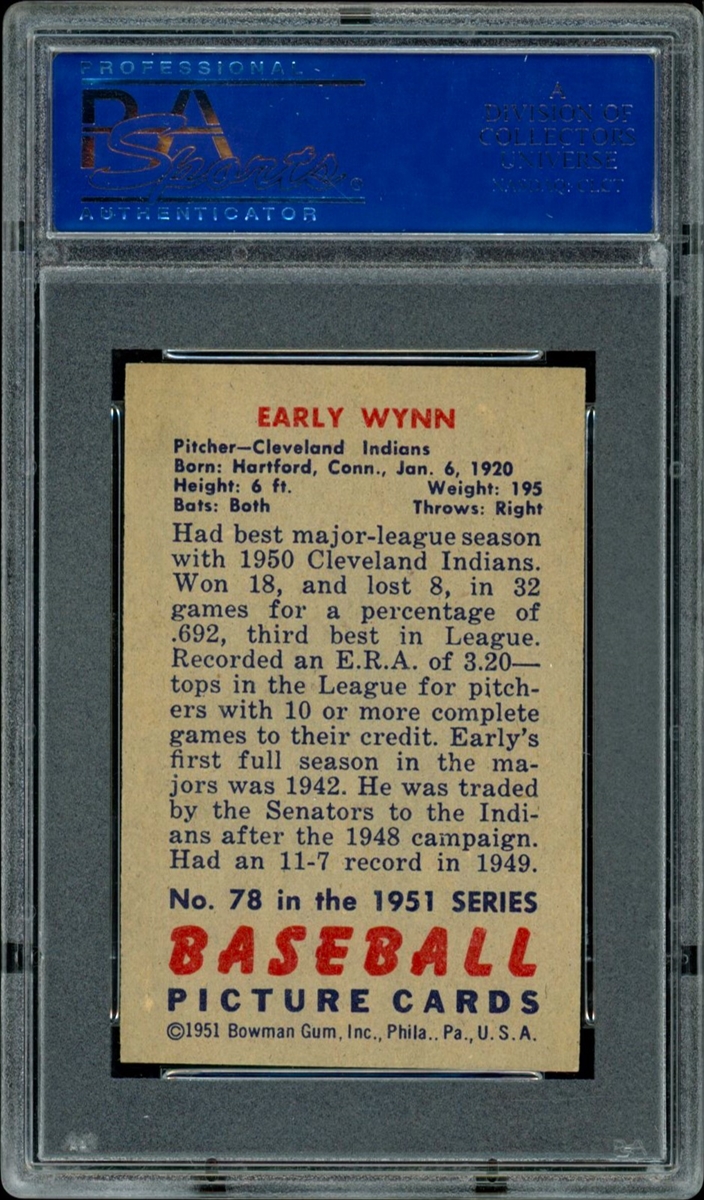 PROFESSIONAL
PSA
Sports
AUTHENTICATOR
A
DIVISION OF
COLLECTORS
UNIVERSE
NASDAQ: CLCT
EARLY WYNN
Pitcher—Cleveland Indians
Born: Hartford, Conn., Jan. 6, 1920
Height: 6 ft. Weight: 195
Bats: Both Throws: Right
Had best major-league season
with 1950 Cleveland Indians.
Won 18, and lost 8, in 32
games for a percentage of
.692, third best in League.
Recorded an E.R.A. of 3.20—
tops in the League for pitch-
ers with 10 or more complete
games to their credit. Early's
first full season in the ma-
jors was 1942. He was traded
by the Senators to the Indi-
ans after the 1948 campaign.
Had an 11-7 record in 1949.
No. 78 in the 1951 SERIES
BASEBALL
PICTURE CARDS
©1951 Bowman Gum, Inc., Phila.. Pa., U. S. A.